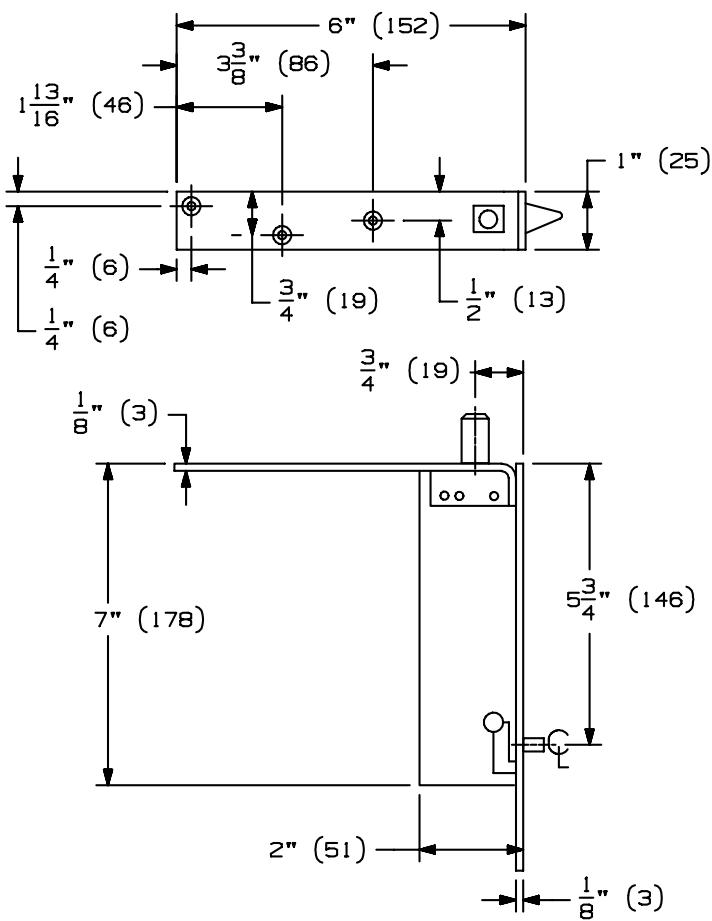 6" (152)
3 3/8" (86)
1 13/16" (46)
1" (25)
1/4" (6)
3/4" (19)
1/2" (13)
1/4" (6)
3/4" (19)
1/8" (3)
7" (178)
5 3/4" (146)
CL
2" (51)
1/8" (3)